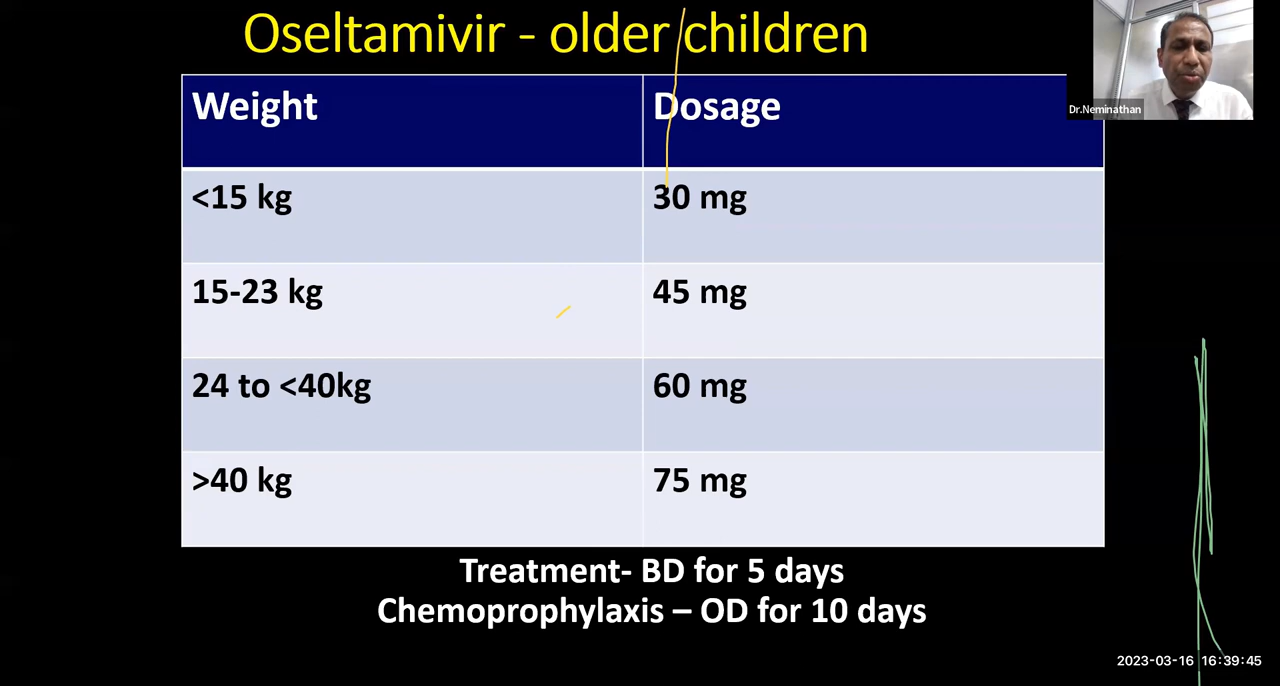 Oseltamivir - older children
Dr.Neminathan
Weight Dosage
<15 kg 30 mg
15-23 kg 45 mg
24 to <40kg 60 mg
>40 kg 75 mg
Treatment- BD for 5 days
Chemoprophylaxis – OD for 10 days
2023-03-16 16:39:45